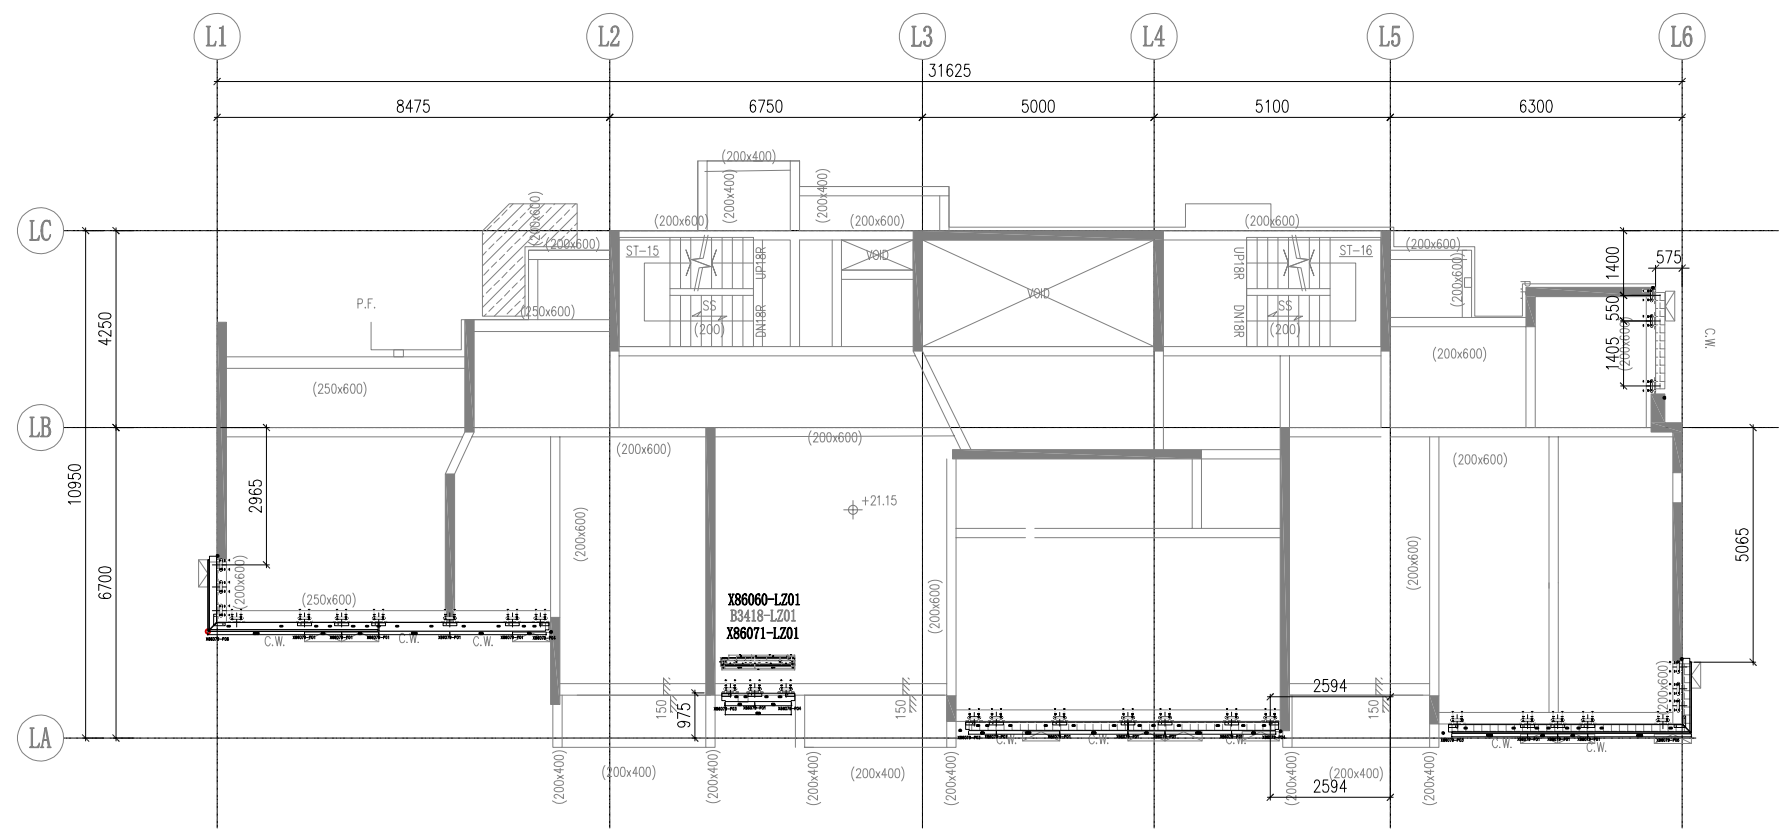 L1 L2 L3 L4 L5 L6
31625
8475 6750 5000 5100 6300
(200x400)
(200x400)
(200x400)
(200x600)
(200x600) (200x600) (200x600)
LC
(200x600) (200x600)
ST-15 UP18R VOID UP18R ST-16
(200x600)
1400 575
P.F.
(250x600)
SS
(200)
DN18R
VOID
DN18R
SS
(200)
550
4250
(200x600)
1405
(200x600)
C.W.
(250x600)
LB
(200x600)
(200x600)
(200x600)
10950
2965
+21.15
(200x600)
(200x600)
5065
6700
(200x600)
(250x600)
X86060-LZ01
B3418-LZ01
X86071-LZ01
(200x600)
C.W. C.W. C.W.
(200x600)
2594
150 975 150 150
LA
C.W. C.W. C.W. C.W. C.W.
(200x400) (200x400) (200x400) (200x400) (200x400) (200x400) (200x400) (200x400) (200x400)
2594